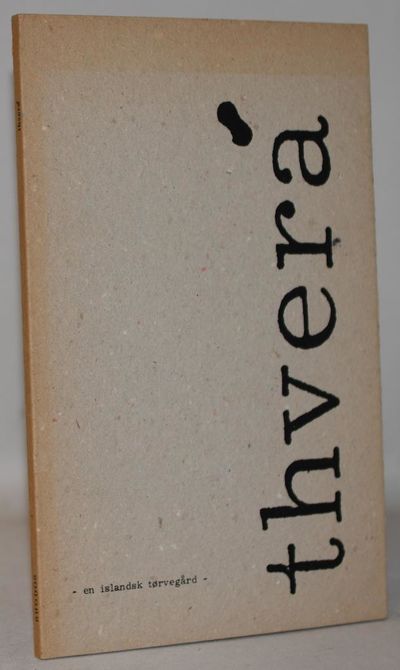 thverá
- en islandsk tørvegård -